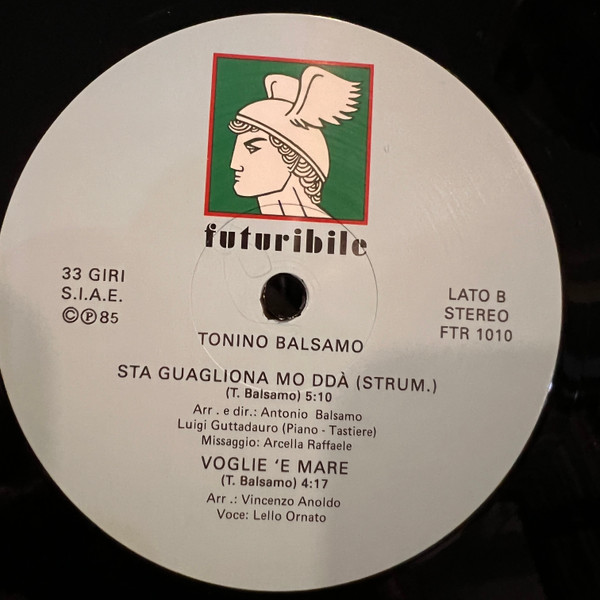 futuribile
33 GIRI
S.I.A.E.
©℗85
LATO B
STEREO
FTR 1010
TONINO BALSAMO
STA GUAGLIONA MO DDÀ (STRUM.)
(T. Balsamo) 5:10
Arr . e dir.: Antonio Balsamo
Luigi Guttadauro (Piano - Tastiere)
Missaggio: Arcella Raffaele
VOGLIE 'E MARE
(T. Balsamo) 4:17
Arr .: Vincenzo Anoldo
Voce: Lello Ornato